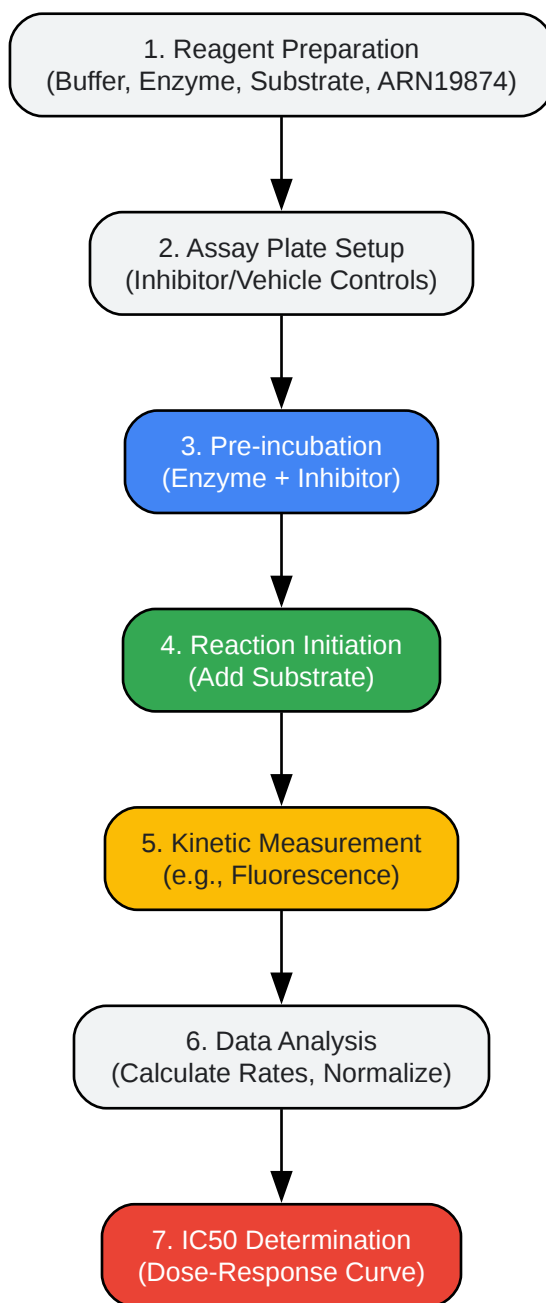 1. Reagent Preparation
(Buffer, Enzyme, Substrate, ARN19874)
2. Assay Plate Setup
(Inhibitor/Vehicle Controls)
3. Pre-incubation
(Enzyme + Inhibitor)
4. Reaction Initiation
(Add Substrate)
5. Kinetic Measurement
(e.g., Fluorescence)
6. Data Analysis
(Calculate Rates, Normalize)
7. IC50 Determination
(Dose-Response Curve)